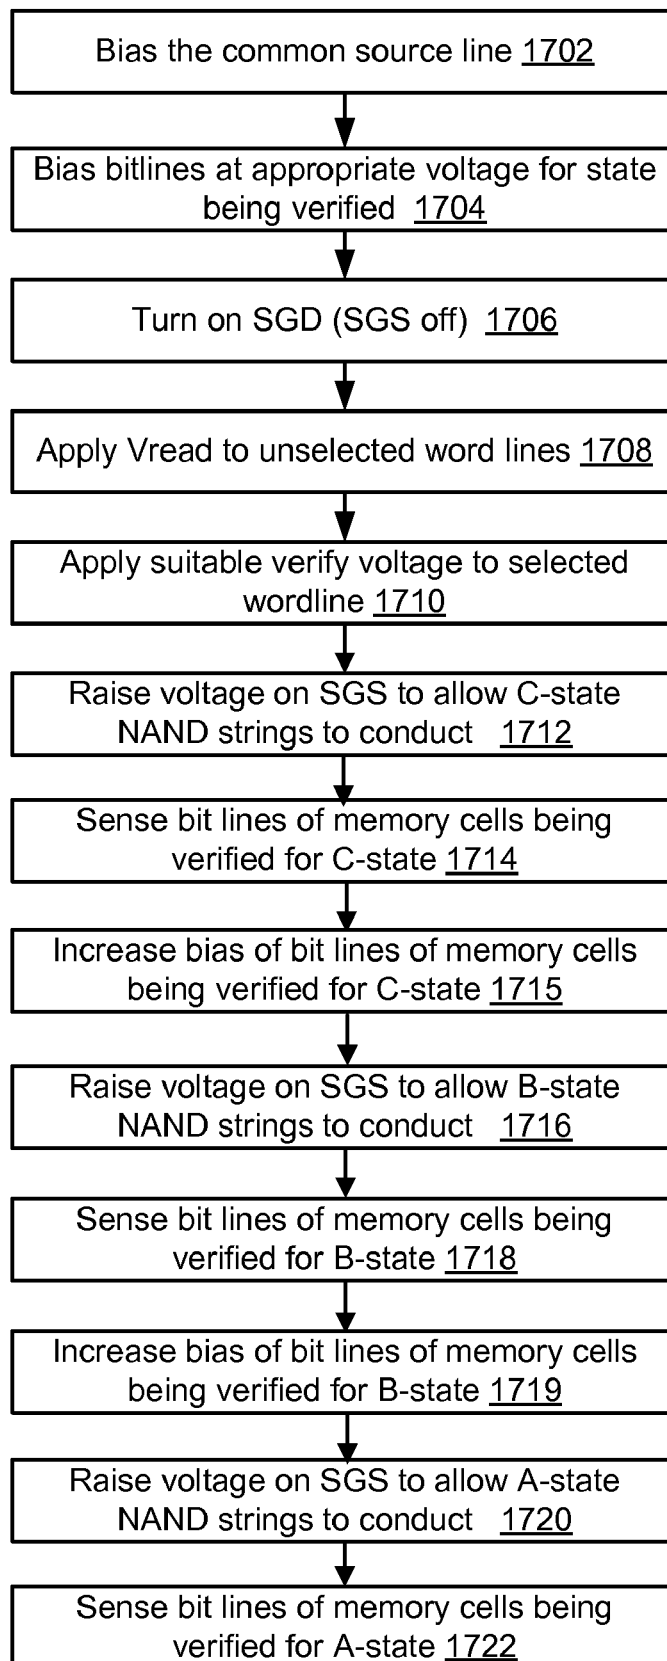 Bias the common source line 1702
Bias bitlines at appropriate voltage for state
being verified 1704
Turn on SGD (SGS off) 1706
Apply Vread to unselected word lines 1708
Apply suitable verify voltage to selected
wordline 1710
Raise voltage on SGS to allow C-state
NAND strings to conduct 1712
Sense bit lines of memory cells being
verified for C-state 1714
Increase bias of bit lines of memory cells
being verified for C-state 1715
Raise voltage on SGS to allow B-state
NAND strings to conduct 1716
Sense bit lines of memory cells being
verified for B-state 1718
Increase bias of bit lines of memory cells
being verified for B-state 1719
Raise voltage on SGS to allow A-state
NAND strings to conduct 1720
Sense bit lines of memory cells being
verified for A-state 1722